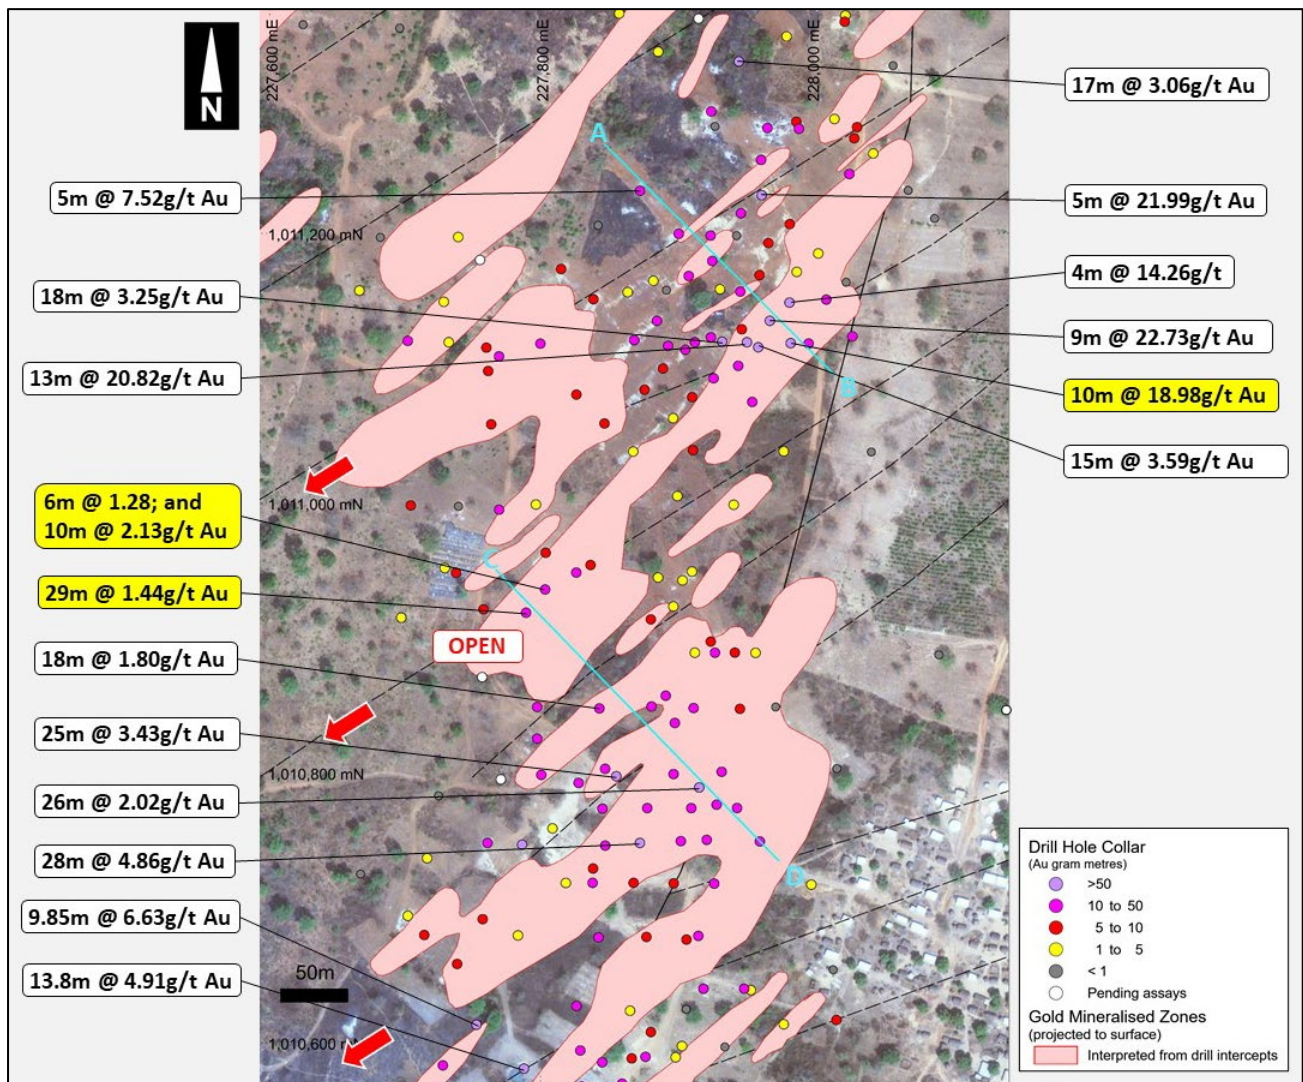 N
227,600 mE
227,800 mE
228,000 mE
A
17m @ 3.06g/t Au
5m @ 7.52g/t Au
5m @ 21.99g/t Au
1,011,200 mN
4m @ 14.26g/t
18m @ 3.25g/t Au
9m @ 22.73g/t Au
13m @ 20.82g/t Au
B
10m @ 18.98g/t Au
15m @ 3.59g/t Au
1,011,000 mN
6m @ 1.28; and
10m @ 2.13g/t Au
C
29m @ 1.44g/t Au
OPEN
18m @ 1.80g/t Au
25m @ 3.43g/t Au
1,010,800 mN
26m @ 2.02g/t Au
28m @ 4.86g/t Au
D
9.85m @ 6.63g/t Au
13.8m @ 4.91g/t Au
50m
1,010,600 mN
Drill Hole Collar
(Au gram metres)
>50
10 to 50
5 to 10
1 to 5
< 1
Pending assays
Gold Mineralised Zones
(projected to surface)
Interpreted from drill intercepts